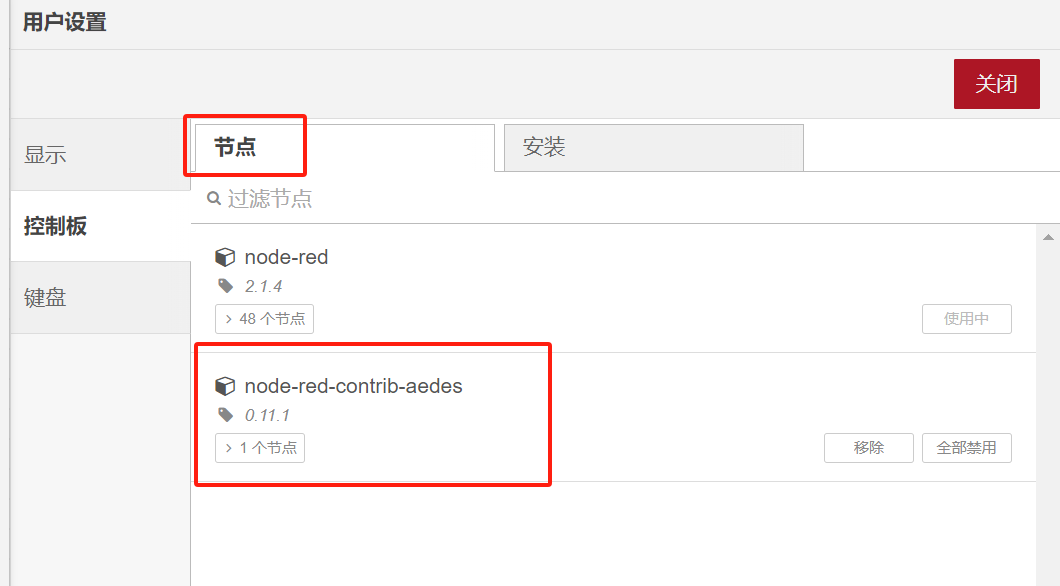 用户设置
关闭
显示
控制板
键盘
节点
安装
过滤节点
node-red
2.1.4
48 个节点
使用中
node-red-contrib-aedes
0.11.1
1 个节点
移除
全部禁用